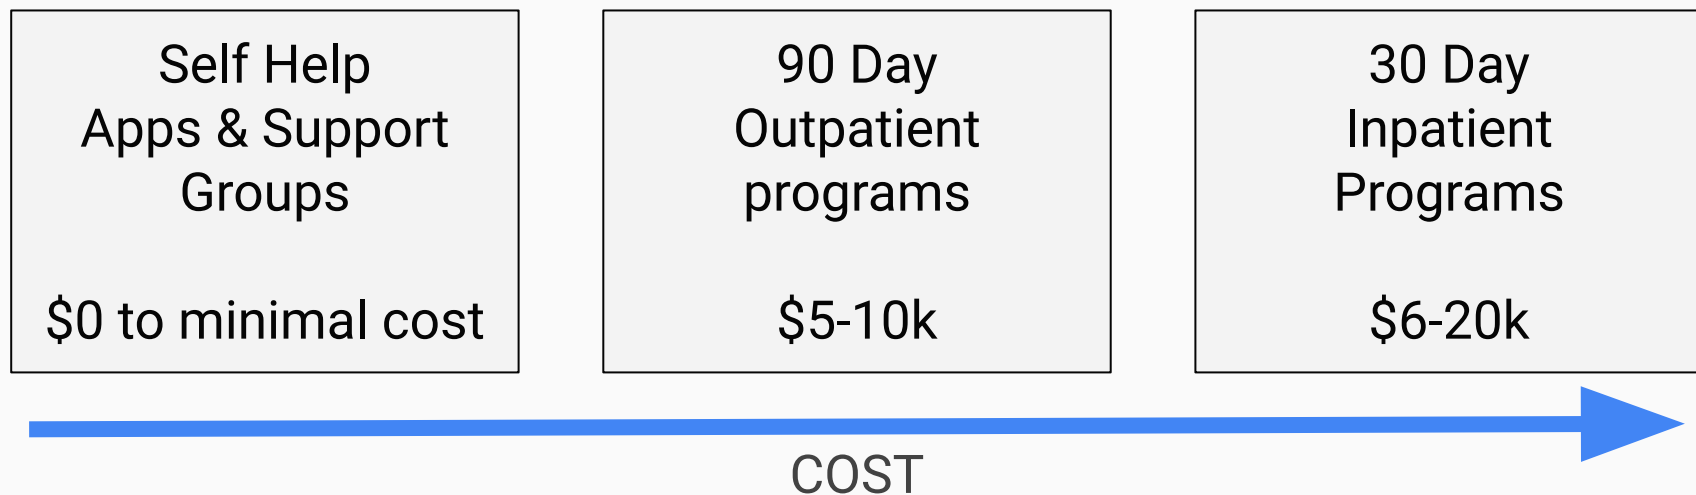 Self Help
Apps & Support
Groups
$0 to minimal cost
90 Day
Outpatient
programs
$5-10k
30 Day
Inpatient
Programs
$6-20k
COST